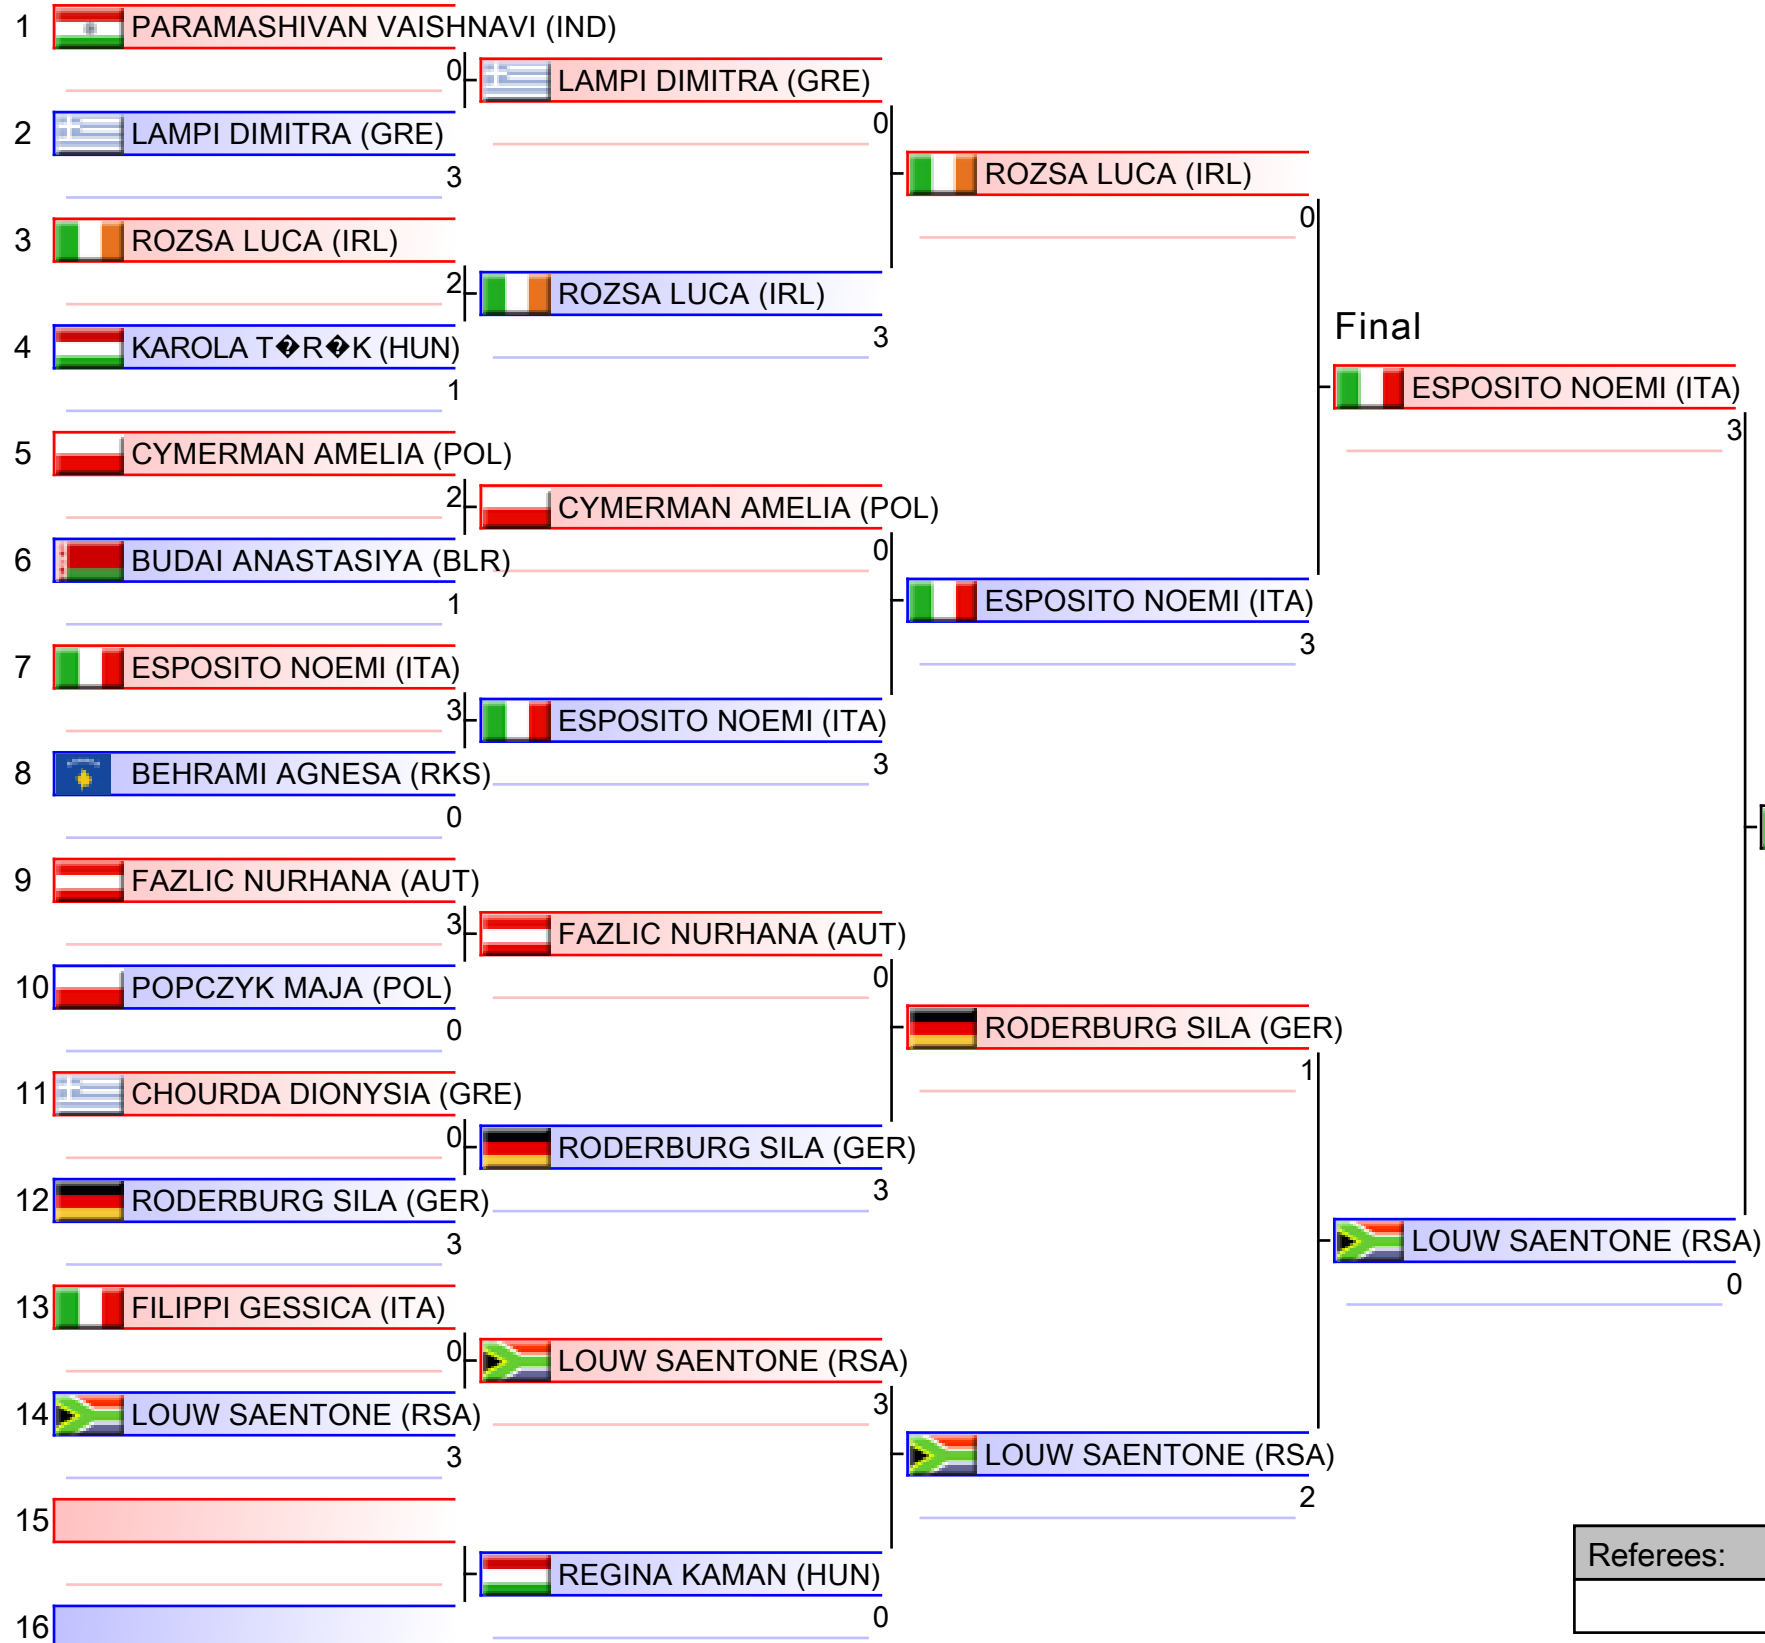 1 PARAMASHIVAN VAISHNAVI (IND)
0
2 LAMPI DIMITRA (GRE)
3
3 ROZSA LUCA (IRL)
2
4 KAROLA T�R�K (HUN)
1
5 CYMERMAN AMELIA (POL)
2
6 BUDAI ANASTASIYA (BLR)
1
7 ESPOSITO NOEMI (ITA)
3
8 BEHRAMI AGNESA (RKS)
0
9 FAZLIC NURHANA (AUT)
3
10 POPCZYK MAJA (POL)
0
11 CHOURDA DIONYSIA (GRE)
0
12 RODERBURG SILA (GER)
3
13 FILIPPI GESSICA (ITA)
0
14 LOUW SAENTONE (RSA)
3
15
16
LAMPI DIMITRA (GRE)
0
ROZSA LUCA (IRL)
3
CYMERMAN AMELIA (POL)
0
ESPOSITO NOEMI (ITA)
3
FAZLIC NURHANA (AUT)
0
RODERBURG SILA (GER)
3
LOUW SAENTONE (RSA)
3
REGINA KAMAN (HUN)
0
ROZSA LUCA (IRL)
0
ESPOSITO NOEMI (ITA)
3
RODERBURG SILA (GER)
1
LOUW SAENTONE (RSA)
2
Final
ESPOSITO NOEMI (ITA)
3
LOUW SAENTONE (RSA)
0
Referees: